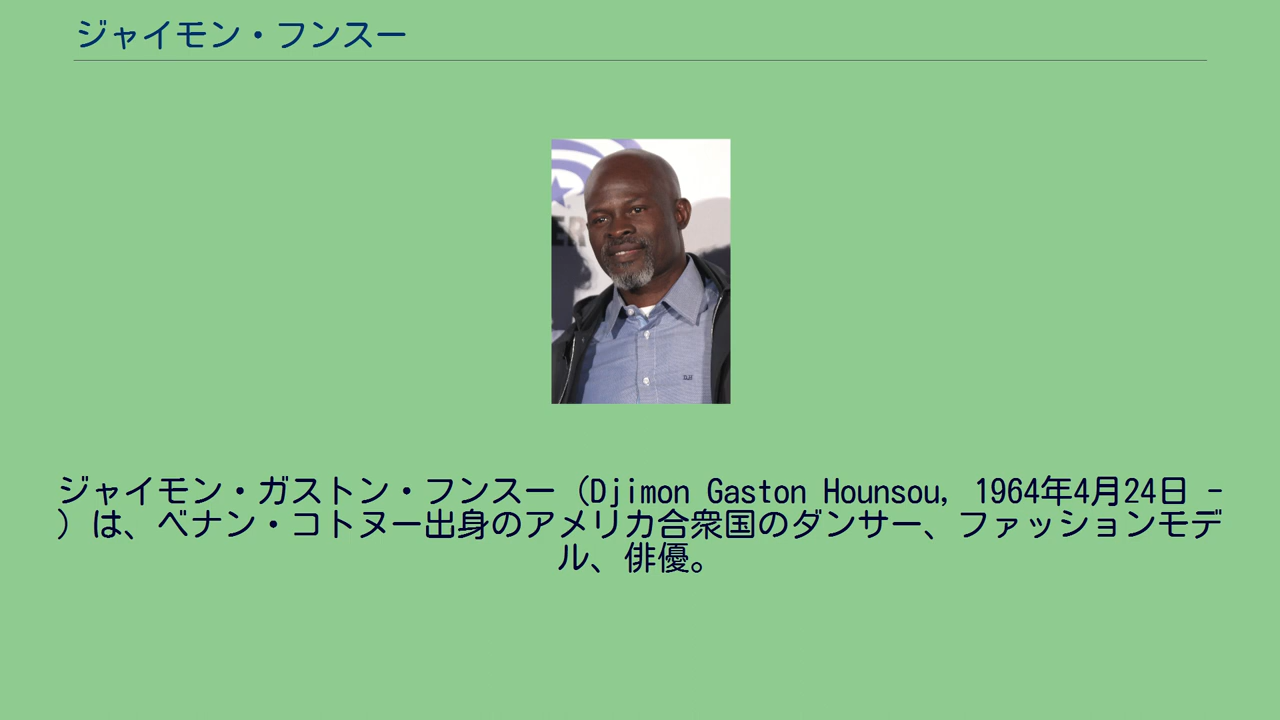 ジャイモン・フンスー
ER
ジャイモン・ガストン・フンスー（Djimon Gaston Hounsou, 1964年4月24日 -
）は、ベナン・コトヌー出身のアメリカ合衆国のダンサー、ファッションモデ
ル、俳優。